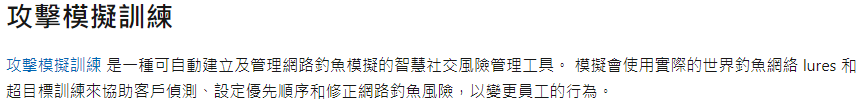 攻擊模擬訓練
攻擊模擬訓練 是一種可自動建立及管理網路釣魚模擬的智慧社交風險管理工具。 模擬會使用實際的世界釣魚網絡 lures 和
超目標訓練來協助客戶偵測、設定優先順序和修正網路釣魚風險，以變更員工的行為。